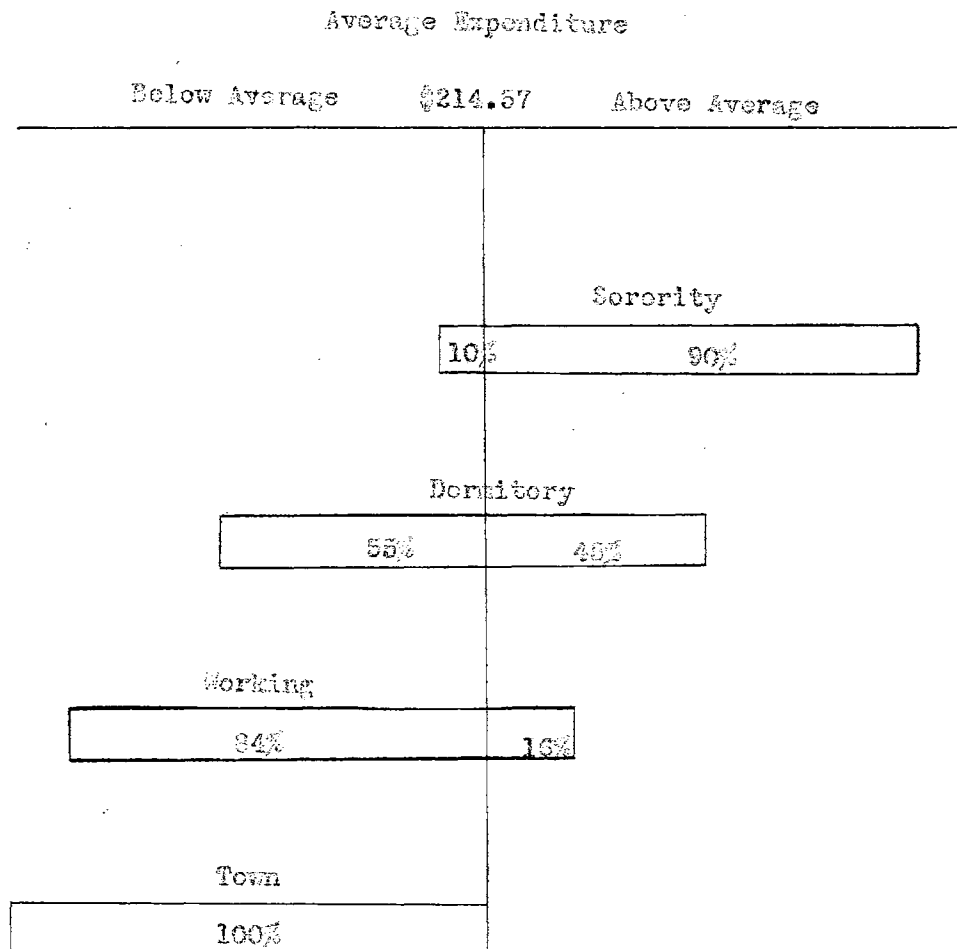 Average Expenditure
Below Average $214.57 Above Average
Sorority
10% 90%
Dormitory
55% 45%
Working
84% 16%
Town
100%